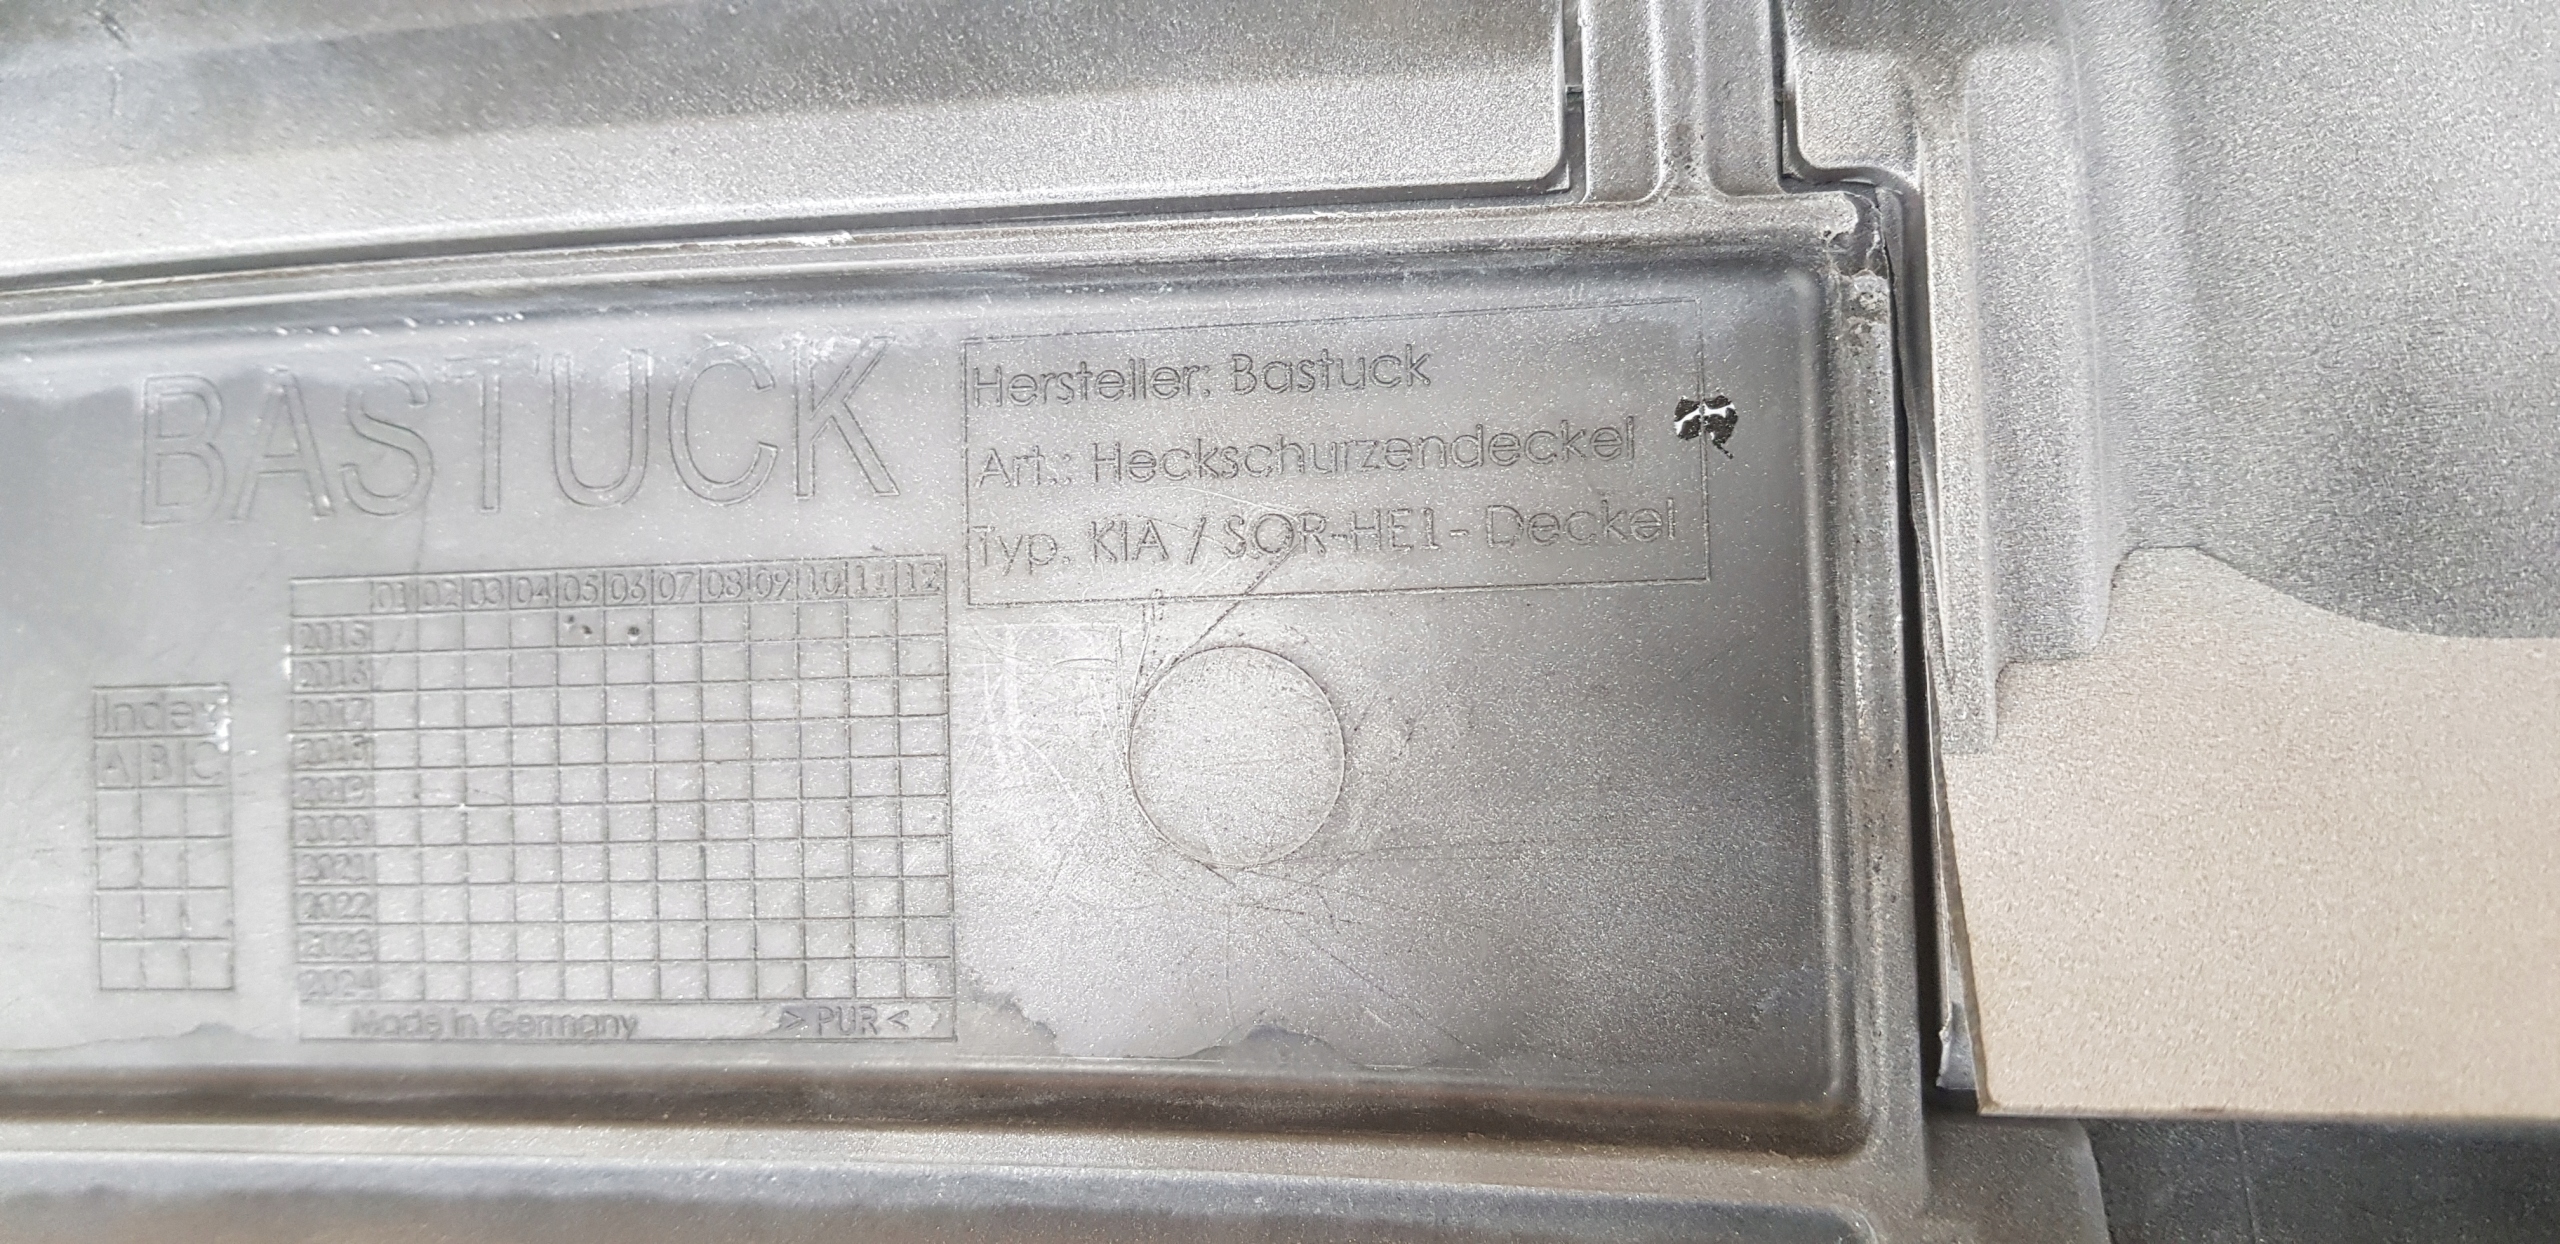 BASTUCK
Hersteller: Bastuck
Art.: Heckschurzendeckel
Typ. KIA / SOR-HE1- Deckel
01 02 03 04 05 06 07 08 09 10 11 12
2015
2016
2017
2018
2019
2020
2021
2022
2023
2024
Made in Germany > PUR <
Index
A B C